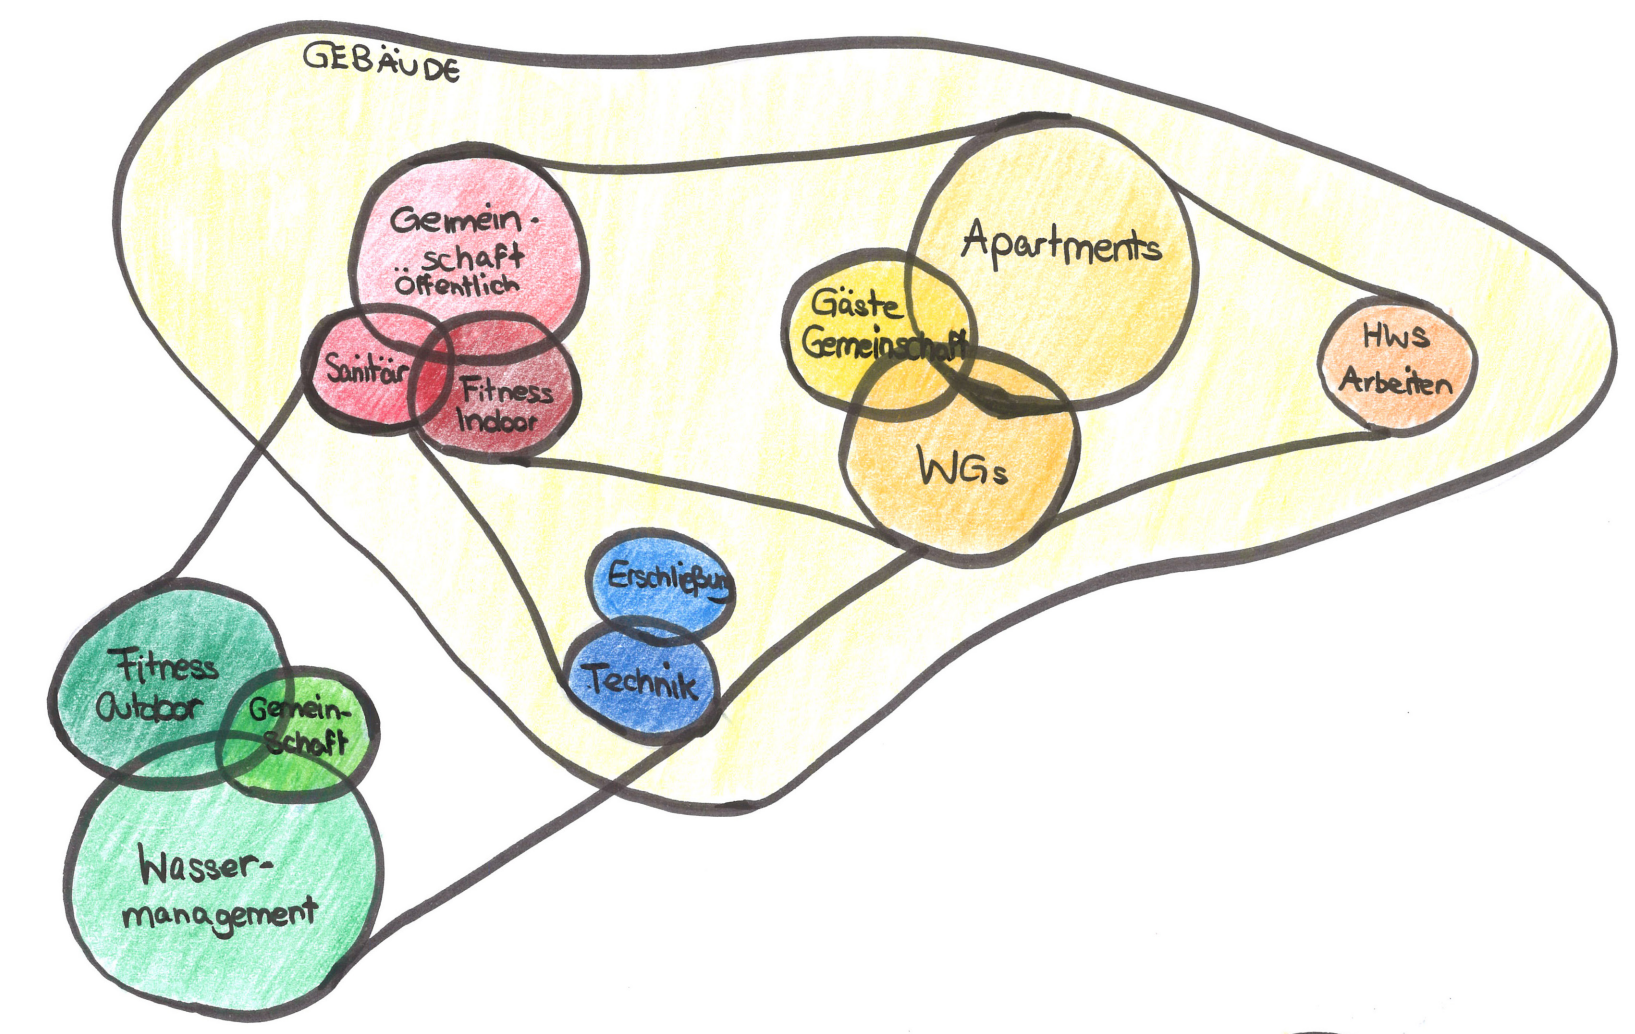 GEBÄUDE
Gemein-
schaft
Öffentlich
Sanitär
Fitness
Indoor
Apartments
Gäste
Gemeinschaft
WGs
HWS
Arbeiten
Erschließung
Technik
Fitness
Outdoor
Gemein-
schaft
Wasser-
management